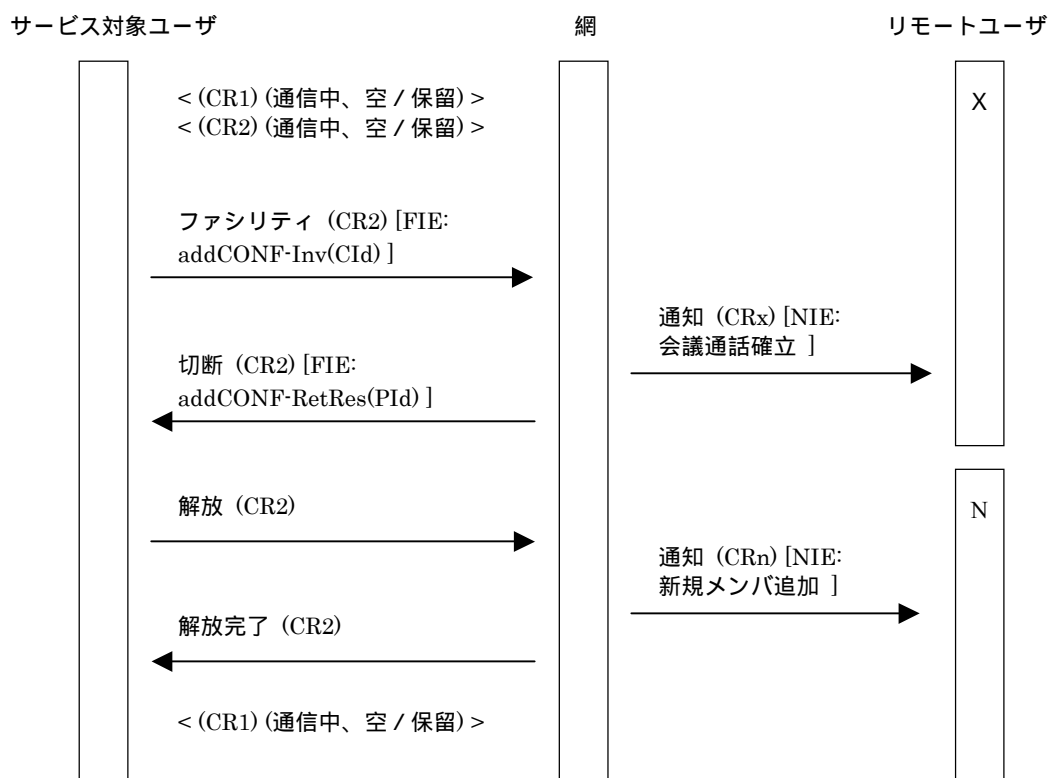 サービス対象ユーザ
網
リモートユーザ
< (CR1) (通信中、空 / 保留) >
< (CR2) (通信中、空 / 保留) >
X
ファシリティ (CR2) [FIE:
addCONF-Inv(CId) ]
通知 (CRx) [NIE:
会議通話確立 ]
切断 (CR2) [FIE:
addCONF-RetRes(PId) ]
解放 (CR2)
N
通知 (CRn) [NIE:
新規メンバ追加 ]
解放完了 (CR2)
< (CR1) (通信中、空 / 保留) >